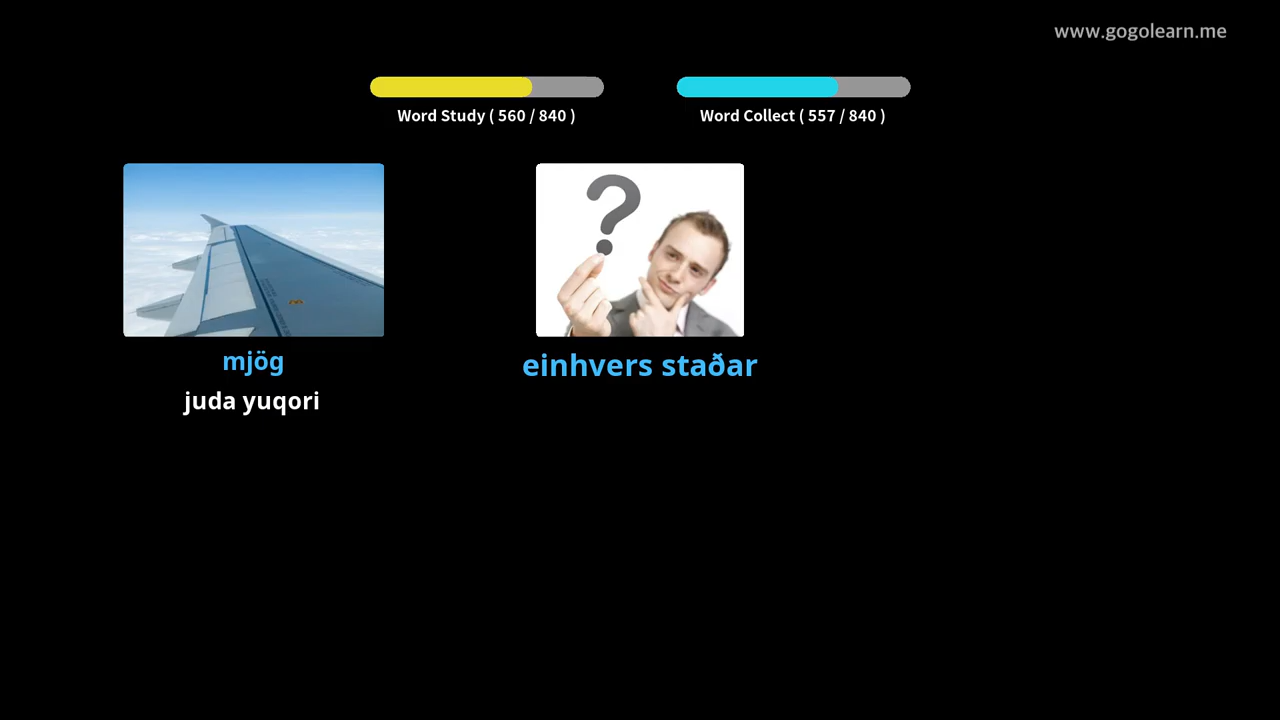 www.gogolearn.me
Word Study ( 560 / 840 )
Word Collect ( 557 / 840 )
mjög
juda yuqori
einhvers staðar